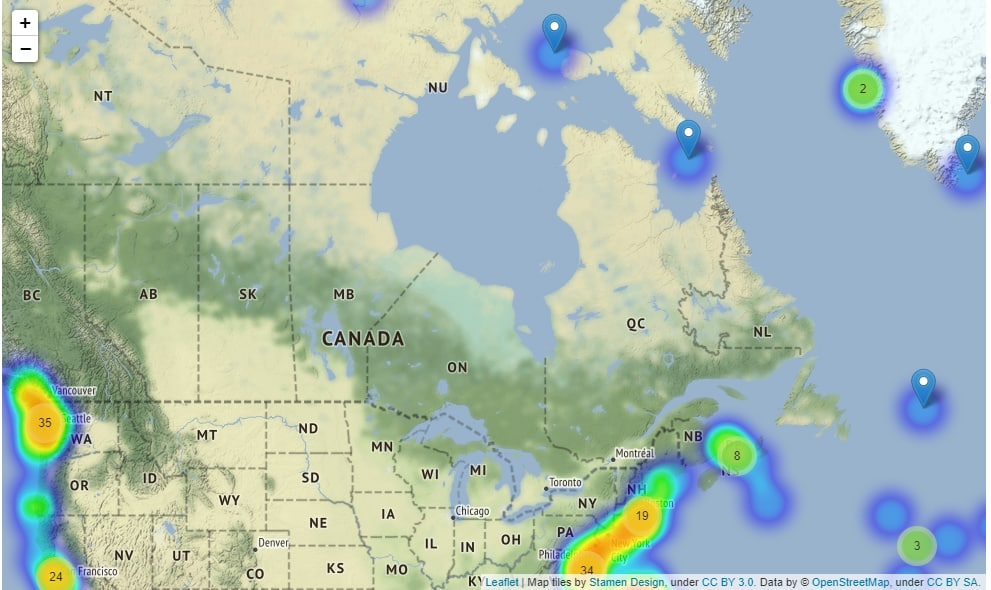 +
−
2
NT
NU
BC
AB
SK
MB
QC
NL
CANADA
ON
Vancouver
35
Seattle
WA
MT
ND
MN
NB
8
NS
Montréal
OR
ID
SD
WI
MI
Toronto
NH
WY
NY
19
IA
Chicago
NE
PA
New York
City
OH
IL
IN
3
NV
UT
Denver
CO
KS
MO
KY
34
24
Francisco
Leaflet | Map tiles by Stamen Design, under CC BY 3.0. Data by © OpenStreetMap, under CC BY SA.